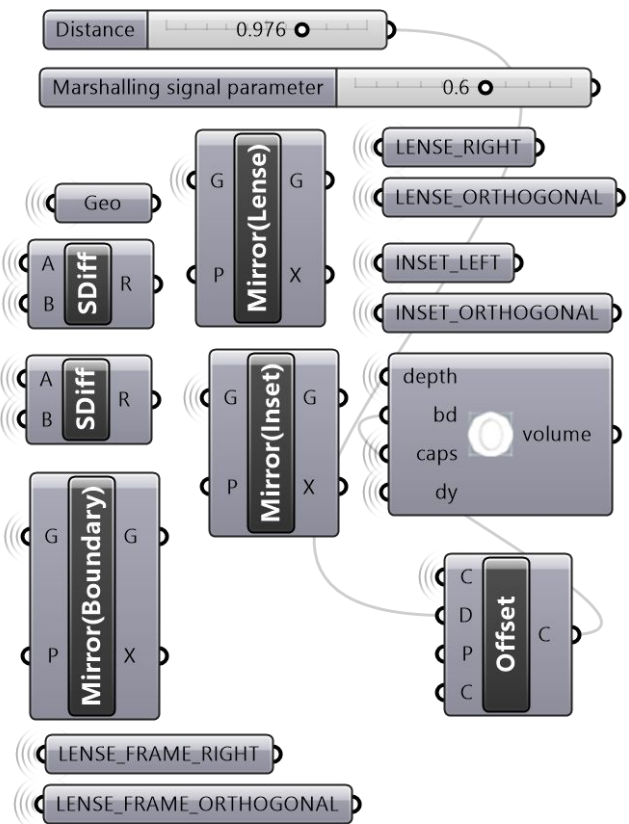 Distance 0.976
Marshalling signal parameter 0.6
Geo
A
B
SDiff
R
A
B
SDiff
R
G
P
Mirror(Lense)
G
X
G
P
Mirror(Inset)
G
X
G
P
Mirror(Boundary)
G
X
LENSE_RIGHT
LENSE_ORTHOGONAL
INSET_LEFT
INSET_ORTHOGONAL
depth
bd
caps
dy
volume
C
D
P
C
Offset
C
LENSE_FRAME_RIGHT
LENSE_FRAME_ORTHOGONAL